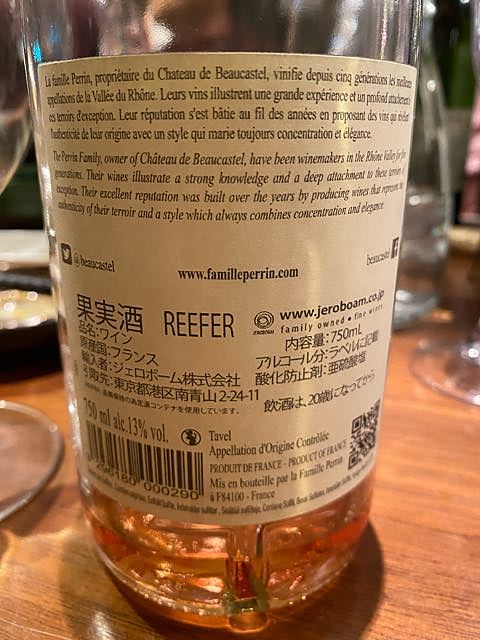 La famille Perrin, propriétaire du Chateau de Beaucastel, vinifie depuis cinq générations les meilleurs
appellations de la Vallée du Rhône. Leurs vins illustrent une grande expérience et un profond attachement à
ces terroirs d'exception. Leur réputation s'est bâtie au fil des années en proposant des vins qui révèlent
l'authenticité de leur origine avec un style qui marie toujours concentration et élégance.
The Perrin Family, owner of Château de Beaucastel, have been winemakers in the Rhône Valley for five
generations. Their wines illustrate a strong knowledge and a deep attachment to these terroirs of
exception. Their excellent reputation was built over the years by producing wines that represent the
authenticity of their terroir and a style which always combines concentration and elegance.
@beaucastel
beaucastel
www.familleperrin.com
果実酒 REEFER
JEROBOAM
www.jeroboam.co.jp
family owned • fine wines
品名:ワイン
原産国:フランス
輸入者:ジェロボーム株式会社
引取先:東京都港区南青山2-24-11
内容量:750mL
アルコール分:ラベルに記載
酸化防止剤:亜硫酸塩
飲酒は、20歳になってから
750 ml alc.13% vol.
Tavel
Appellation d'Origine Contrôlée
PRODUIT DE FRANCE - PRODUCT OF FRANCE
Mis en bouteille par la Famille Perrin
à F84100 - France